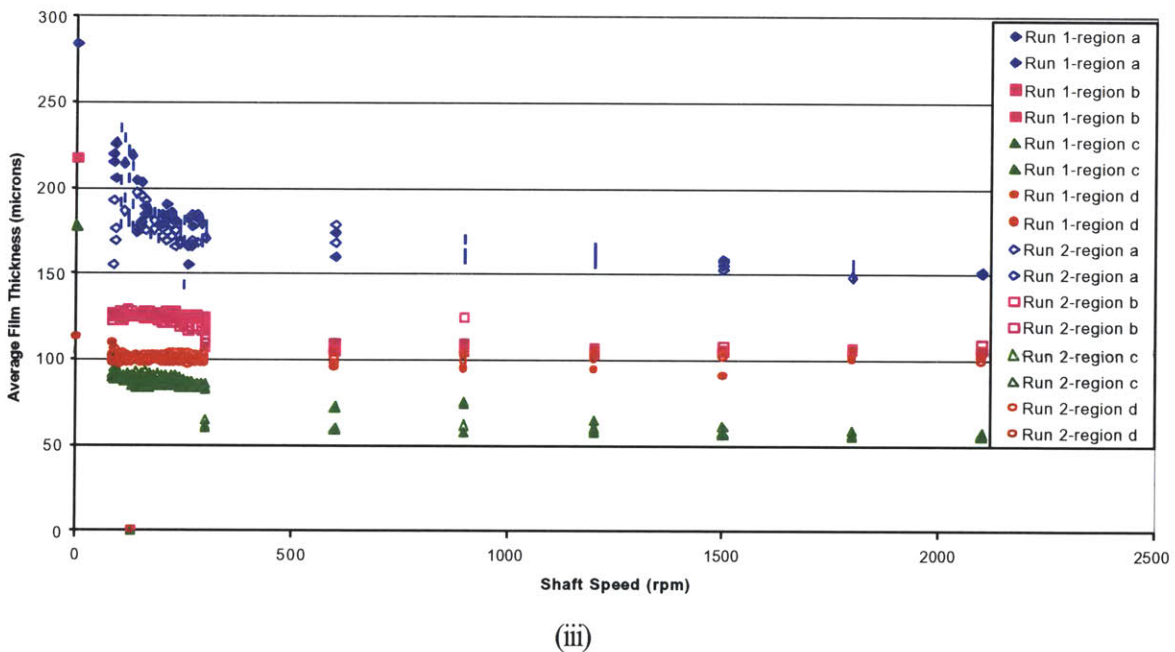 300
250
200
150
100
50
0
Average Film Thickness (microns)
0 500 1000 1500 2000 2500
Shaft Speed (rpm)
Run 1-region a
Run 1-region a
Run 1-region b
Run 1-region b
Run 1-region c
Run 1-region c
Run 1-region d
Run 1-region d
Run 2-region a
Run 2-region a
Run 2-region b
Run 2-region b
Run 2-region c
Run 2-region c
Run 2-region d
Run 2-region d
(iii)